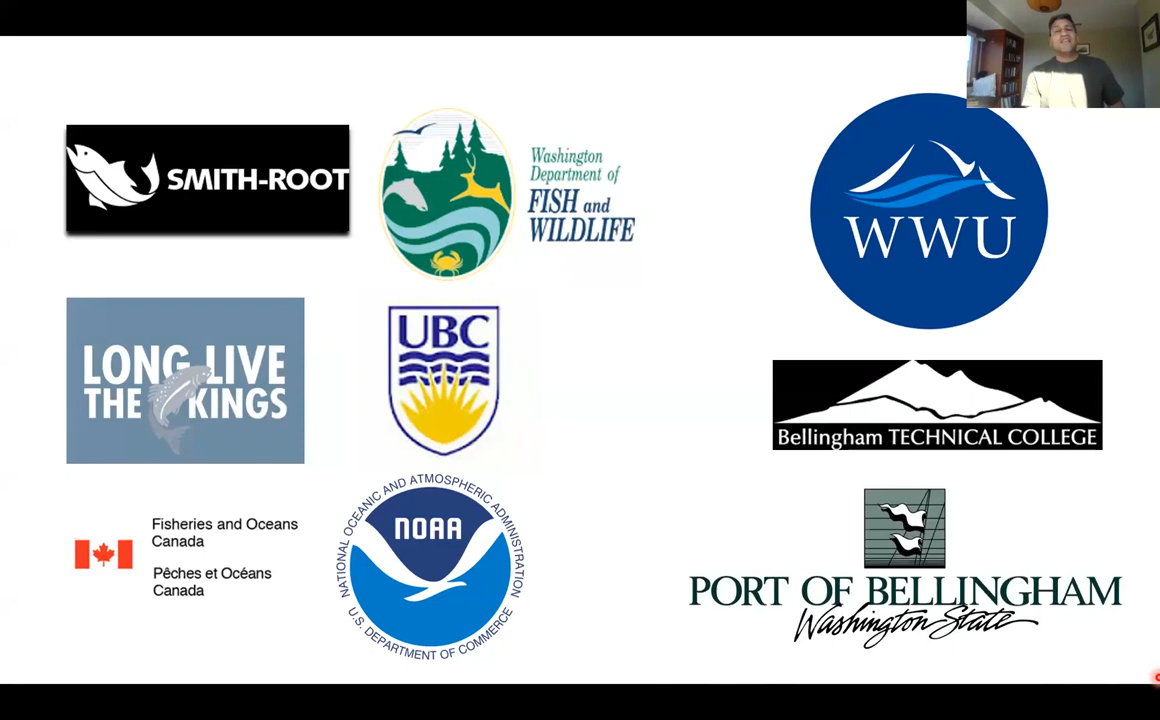 SMITH-ROOT
Washington
Department of
FISH and
WILDLIFE
WWU
LONG LIVE
THE KINGS
UBC
Bellingham TECHNICAL COLLEGE
Fisheries and Oceans
Canada
Pêches et Océans
Canada
NATIONAL OCEANIC AND ATMOSPHERIC ADMINISTRATION
NOAA
U.S. DEPARTMENT OF COMMERCE
PORT OF BELLINGHAM
Washington State